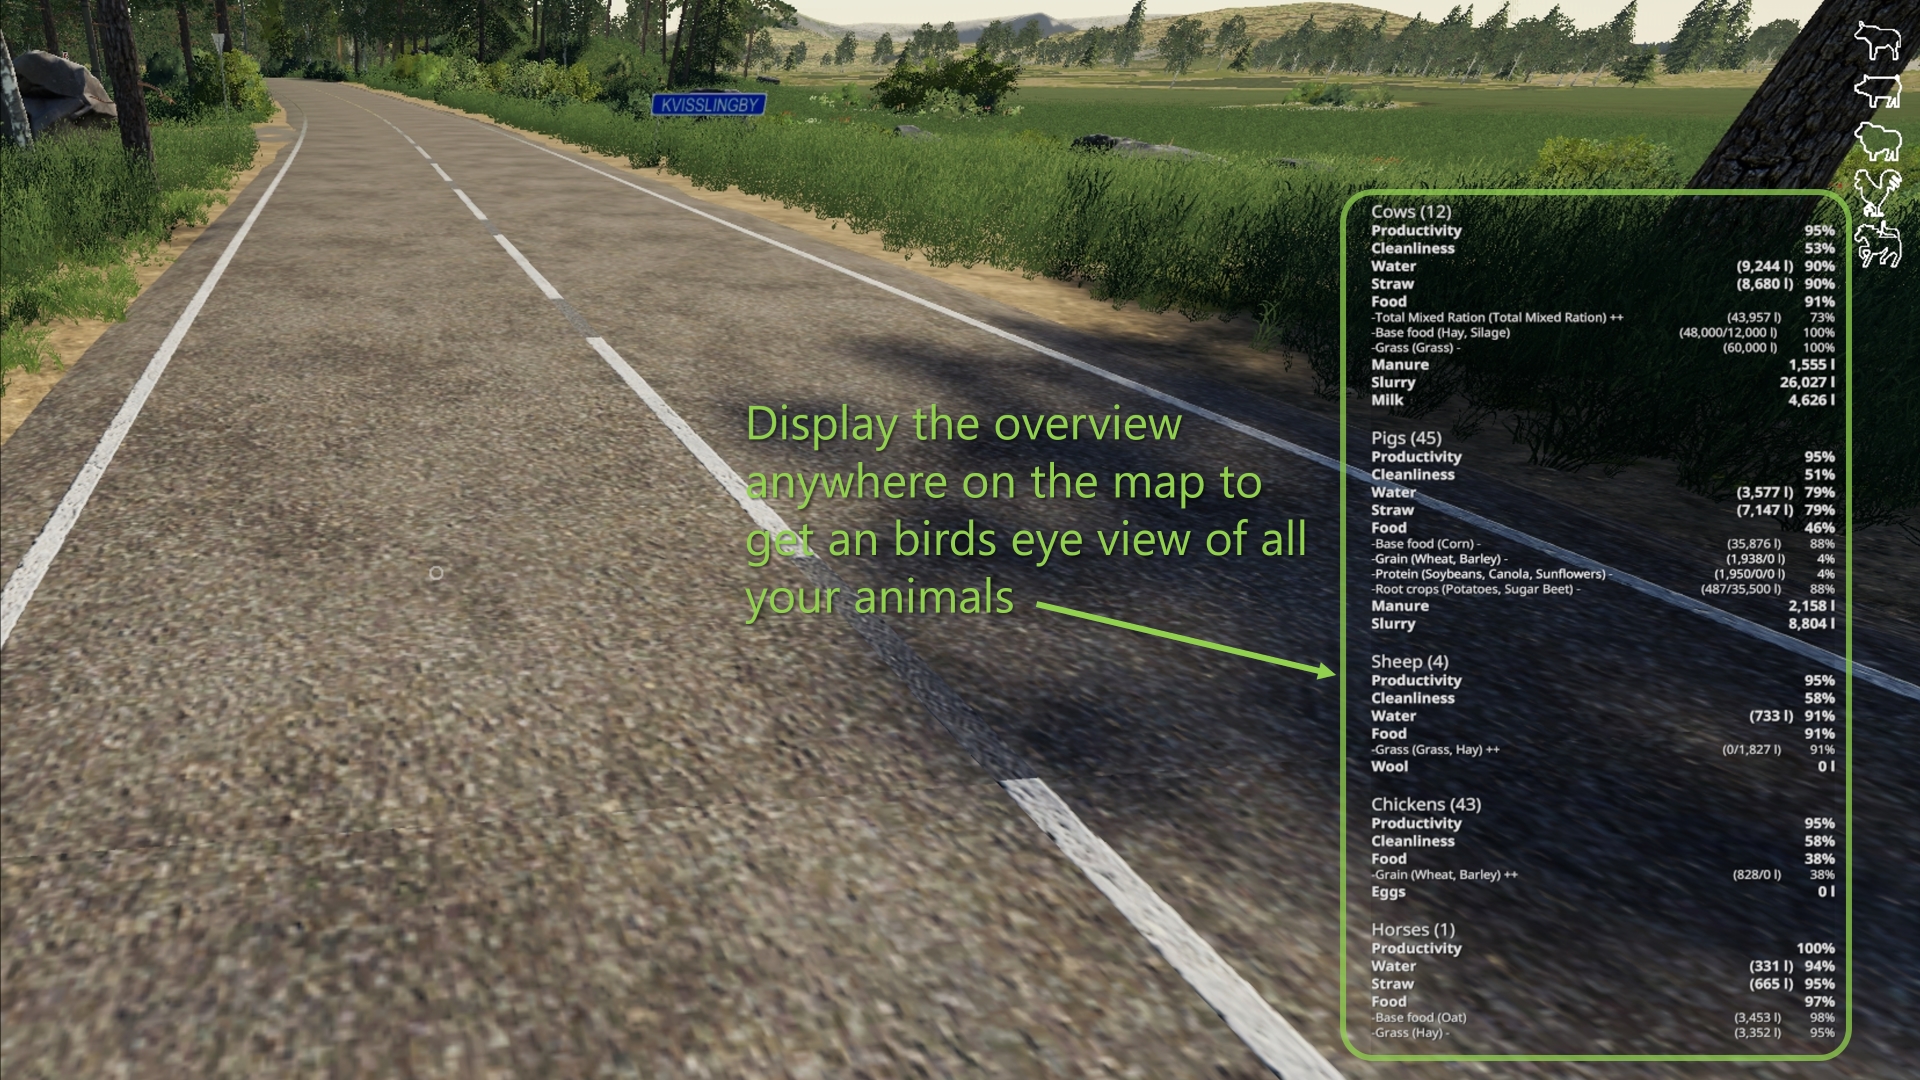 KVISSLINGBY
Display the overview
anywhere on the map to
get an birds eye view of all
your animals
Cows (12)
Productivity 95%
Cleanliness 53%
Water (9,244 l) 90%
Straw (8,680 l) 90%
Food 91%
-Total Mixed Ration (Total Mixed Ration) ++ (43,957 l) 73%
-Base food (Hay, Silage) (48,000/12,000 l) 100%
-Grass (Grass) - (60,000 l) 100%
Manure 1,555 l
Slurry 26,027 l
Milk 4,626 l
Pigs (45)
Productivity 95%
Cleanliness 51%
Water (3,577 l) 79%
Straw (7,147 l) 79%
Food 46%
-Base food (Corn) - (35,876 l) 88%
-Grain (Wheat, Barley) - (1,938/0 l) 4%
-Protein (Soybeans, Canola, Sunflowers) - (1,950/0/0 l) 4%
-Root crops (Potatoes, Sugar Beet) - (487/35,500 l) 88%
Manure 2,158 l
Slurry 8,804 l
Sheep (4)
Productivity 95%
Cleanliness 58%
Water (733 l) 91%
Food 91%
-Grass (Grass, Hay) ++ (0/1,827 l) 91%
Wool 0 l
Chickens (43)
Productivity 95%
Cleanliness 58%
Food 38%
-Grain (Wheat, Barley) ++ (828/0 l) 38%
Eggs 0 l
Horses (1)
Productivity 100%
Water (331 l) 94%
Straw (665 l) 95%
Food 97%
-Base food (Oat) (3,453 l) 98%
-Grass (Hay) - (3,352 l) 95%